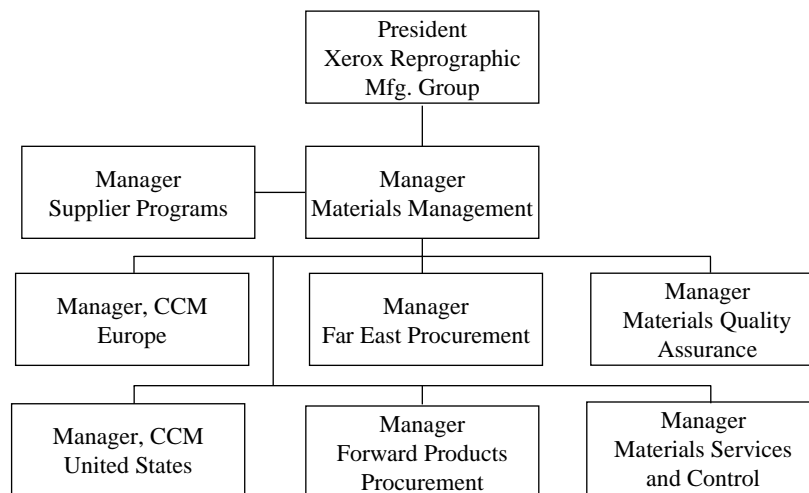 President
Xerox Reprographic
Mfg. Group
Manager
Supplier Programs
Manager
Materials Management
Manager, CCM
Europe
Manager
Far East Procurement
Manager
Materials Quality
Assurance
Manager, CCM
United States
Manager
Forward Products
Procurement
Manager
Materials Services
and Control